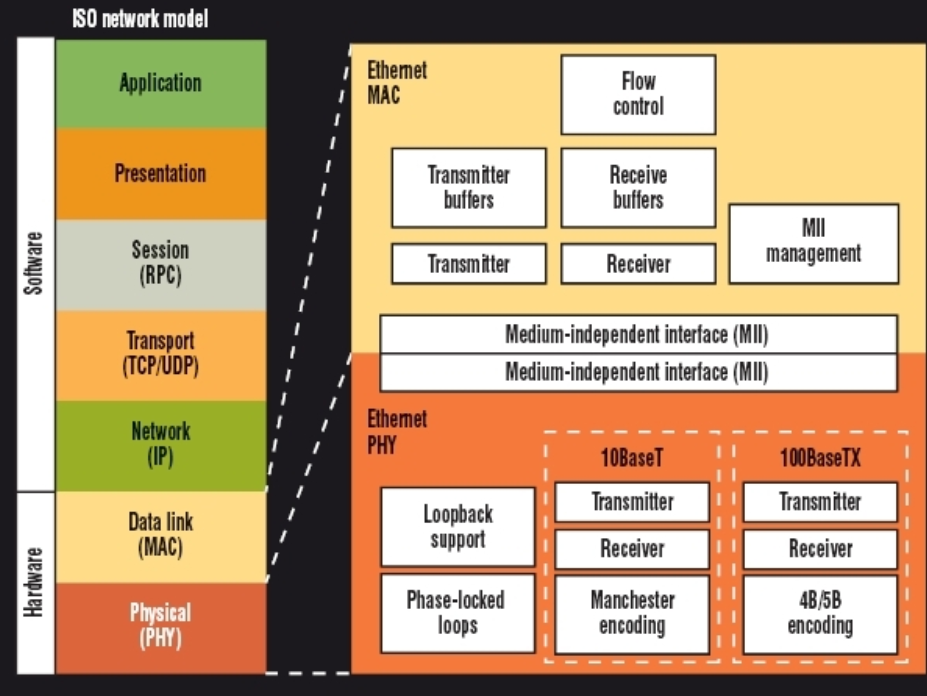 ISO network model
Software
Hardware
Application
Presentation
Session
(RPC)
Transport
(TCP/UDP)
Network
(IP)
Data link
(MAC)
Physical
(PHY)
Ethernet
MAC
Flow
control
Transmitter
buffers
Receive
buffers
MII
management
Transmitter
Receiver
Medium-independent interface (MII)
Medium-independent interface (MII)
Ethernet
PHY
Loopback
support
Phase-locked
loops
10BaseT
Transmitter
Receiver
Manchester
encoding
100BaseTX
Transmitter
Receiver
4B/5B
encoding